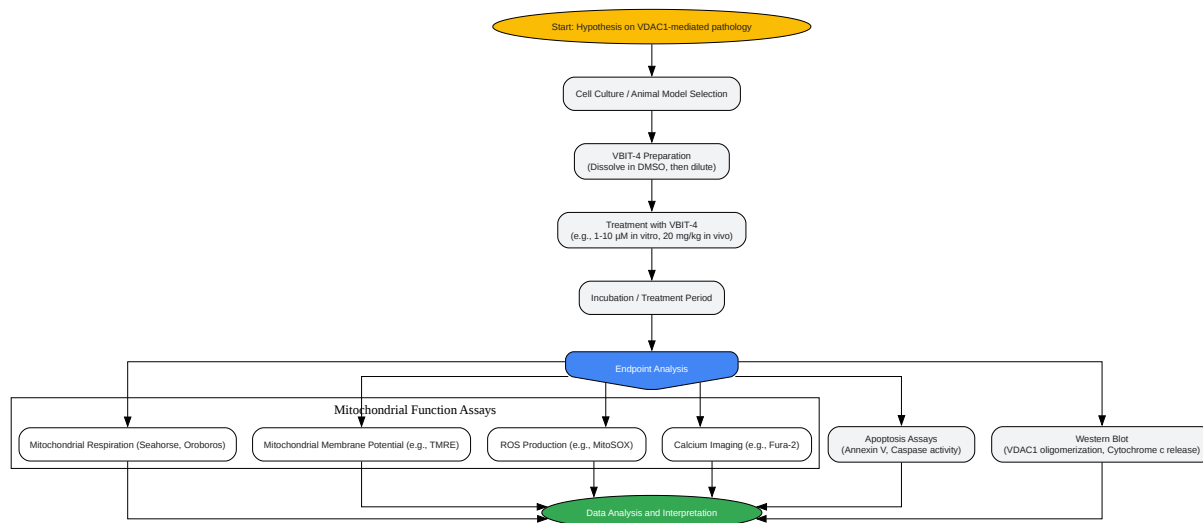 Start: Hypothesis on VDAC1-mediated pathology
Cell Culture / Animal Model Selection
VBIT-4 Preparation
(Dissolve in DMSO, then dilute)
Treatment with VBIT-4
(e.g., 1-10 μM in vitro, 20 mg/kg in vivo)
Incubation / Treatment Period
Endpoint Analysis
Mitochondrial Function Assays
Mitochondrial Respiration (Seahorse, Oroboros)
Mitochondrial Membrane Potential (e.g., TMRE)
ROS Production (e.g., MitoSOX)
Calcium Imaging (e.g., Fura-2)
Apoptosis Assays
(Annexin V, Caspase activity)
Western Blot
(VDAC1 oligomerization, Cytochrome c release)
Data Analysis and Interpretation